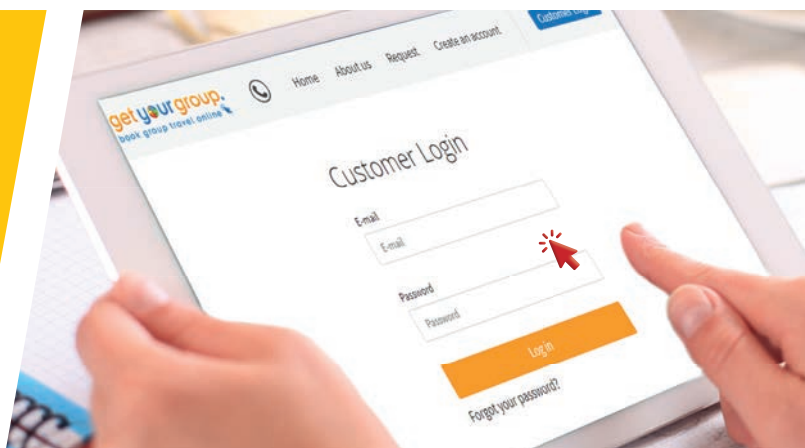 get your group.
book group travel online
Home About us Request Create an account
Customer Login
Customer Login
E-mail
E-mail
Password
Password
Log in
Forgot your password?